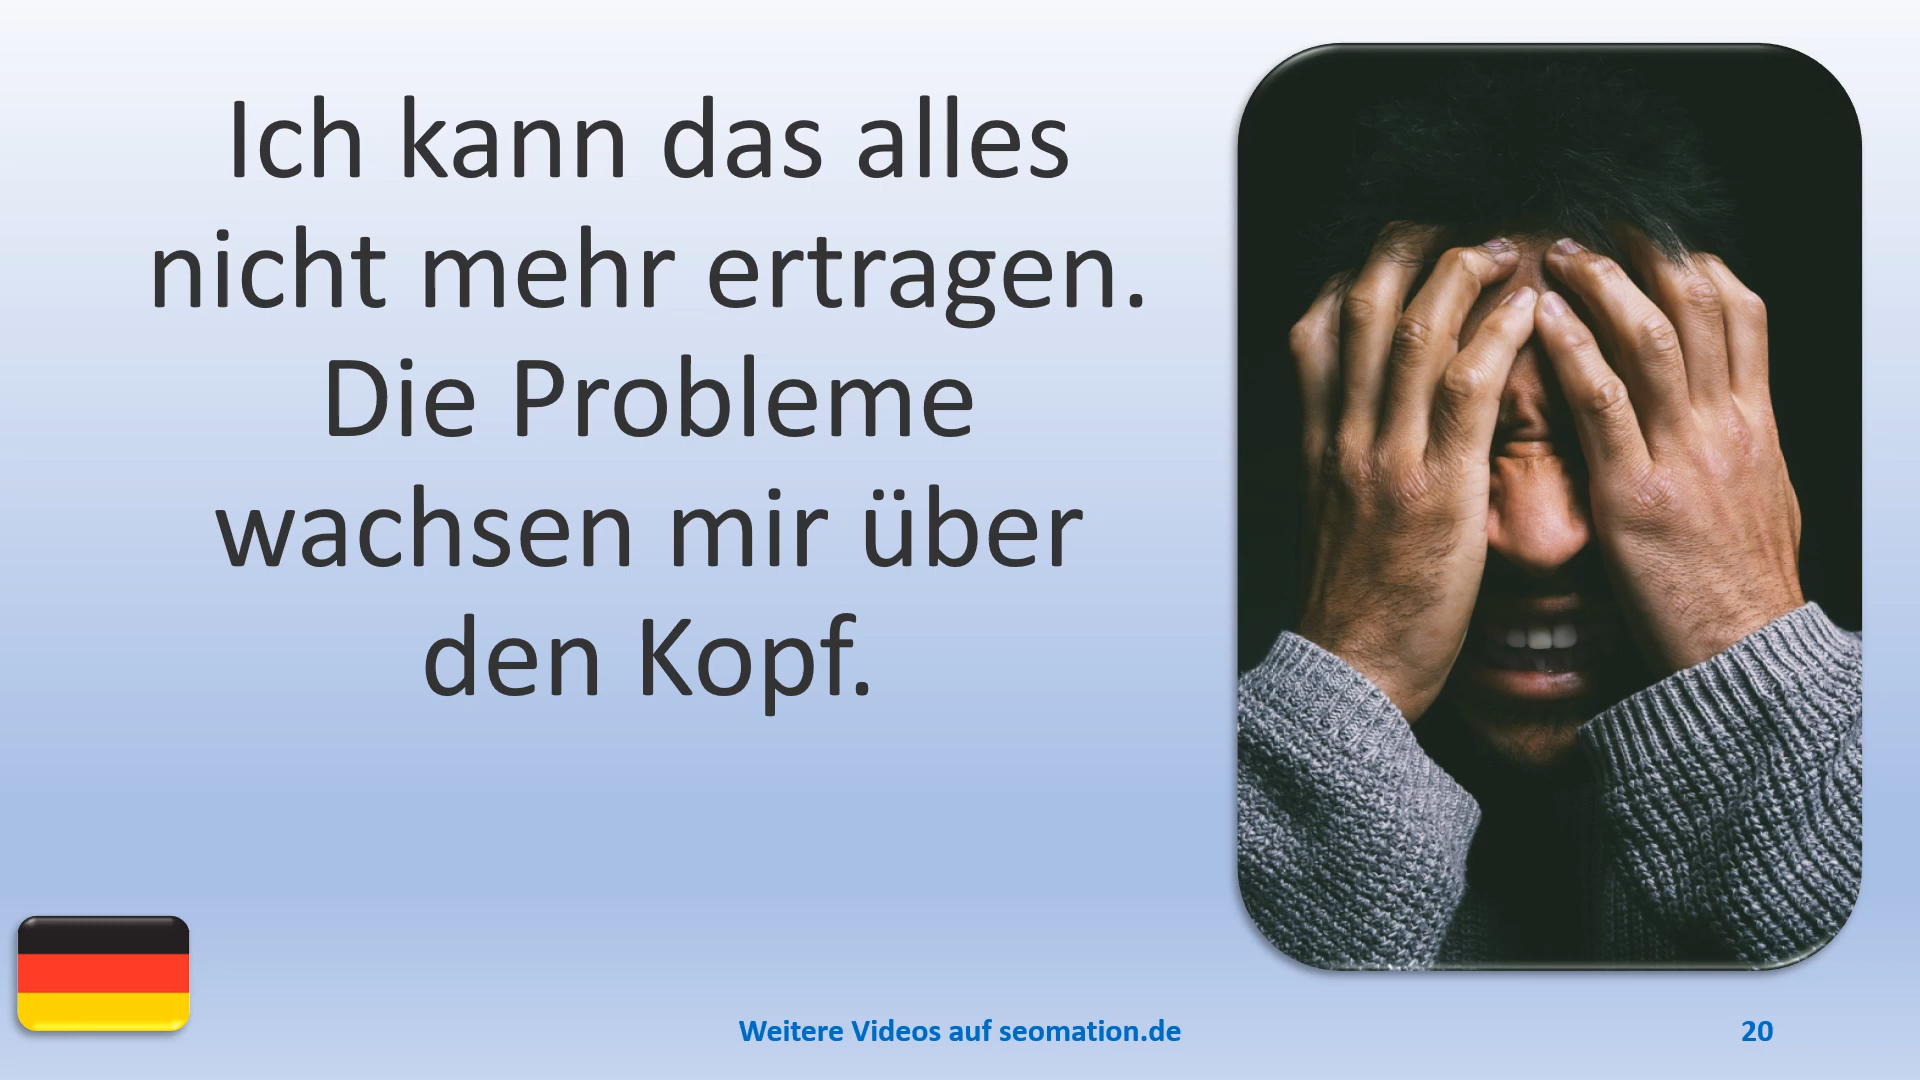 Ich kann das alles
nicht mehr ertragen.
Die Probleme
wachsen mir über
den Kopf.
Weitere Videos auf seomation.de
20